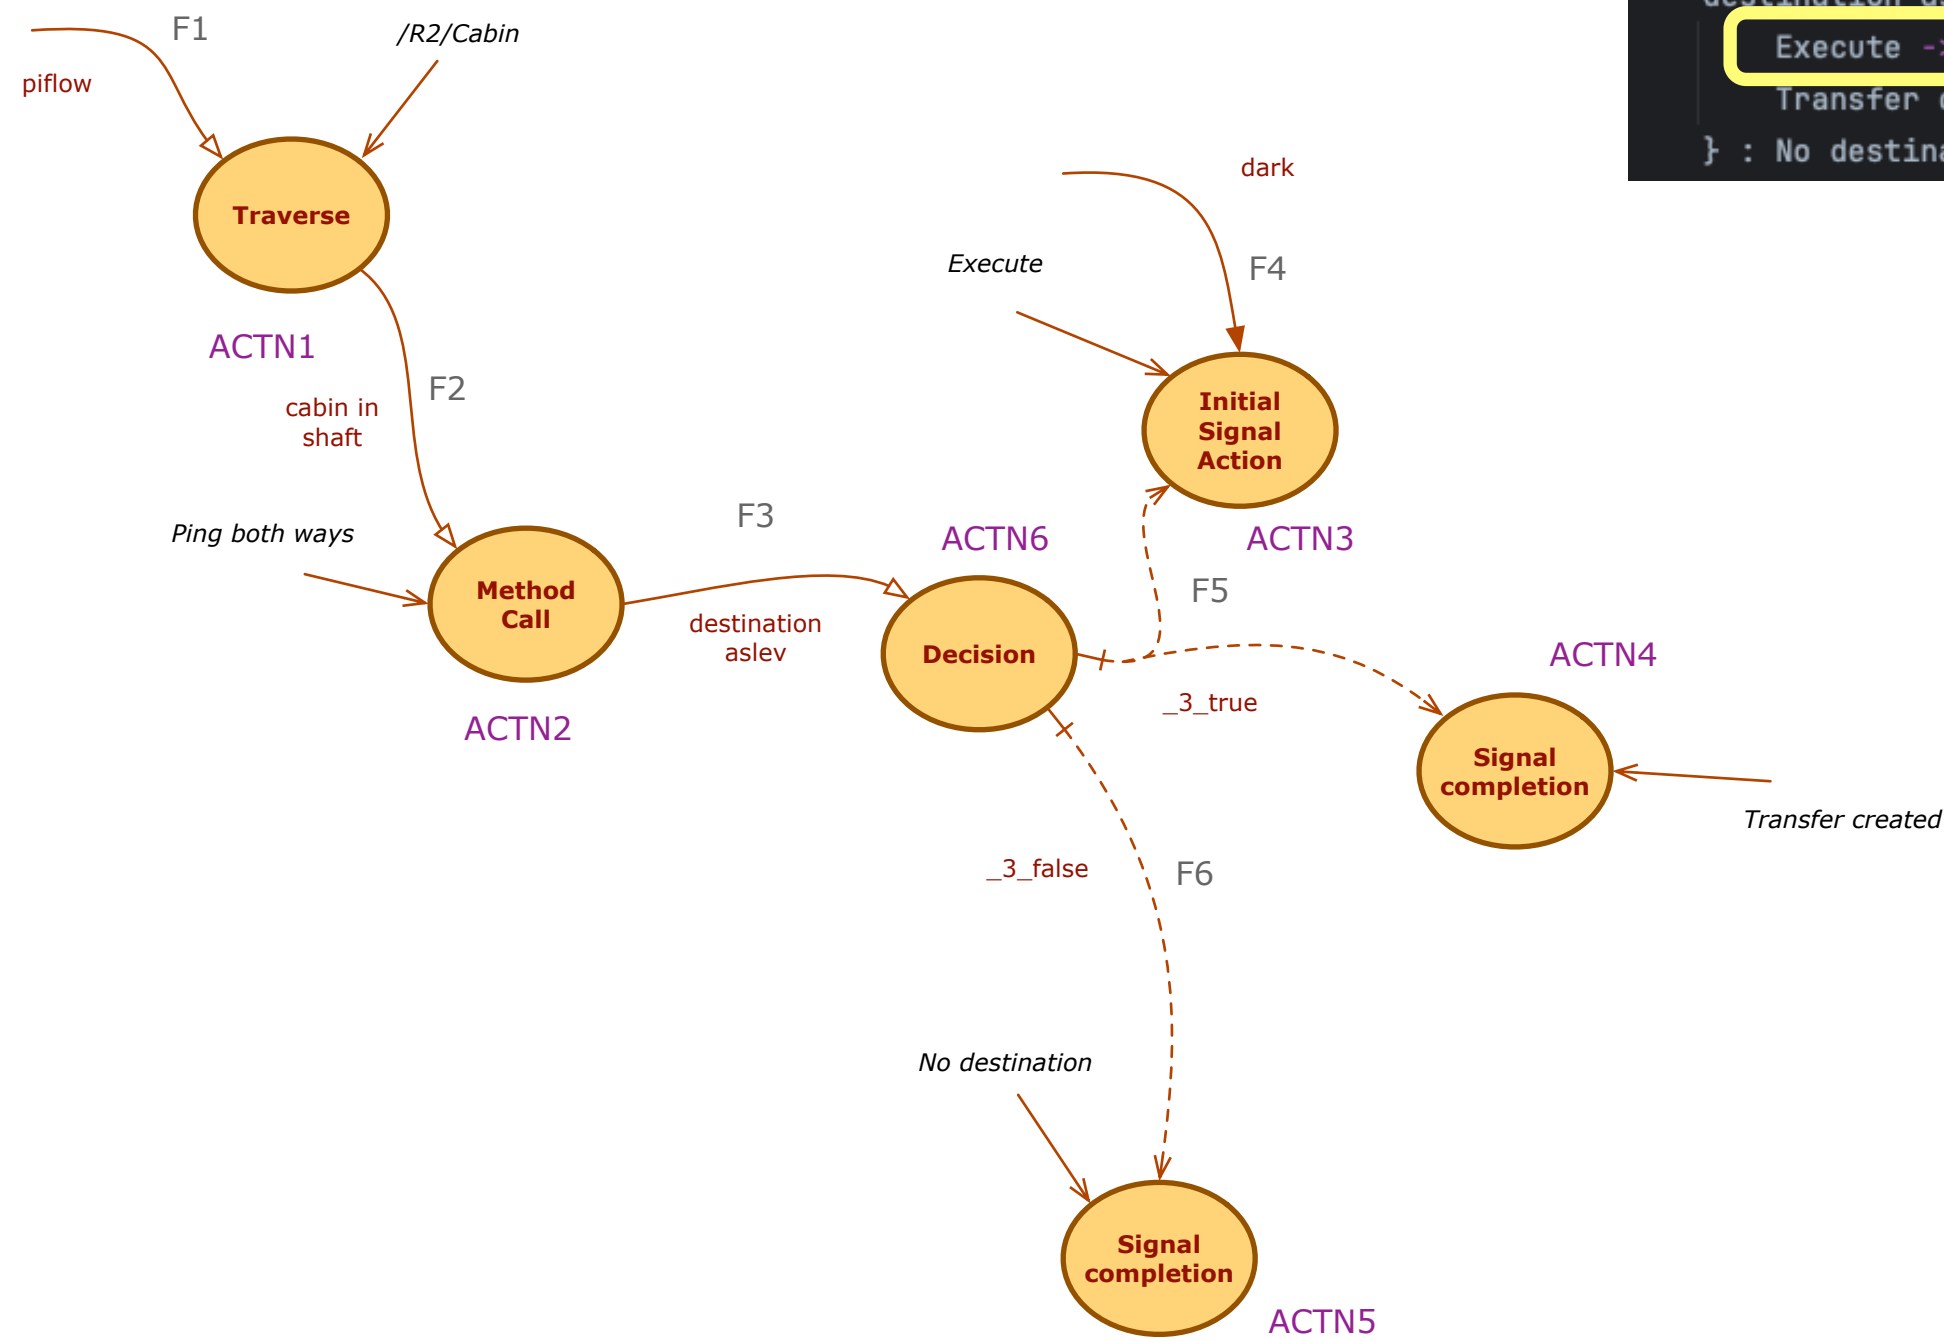 F1
/R2/Cabin
piflow
Traverse
ACTN1
F2
cabin in
shaft
Ping both ways
Method
Call
ACTN2
F3
destination
aslev
dark
Execute
F4
Initial
Signal
Action
ACTN6
ACTN3
F5
Decision
_3_true
ACTN4
Signal
completion
Transfer created
_3_false
F6
No destination
Signal
completion
ACTN5
destination
Execute -
Transfer
} : No